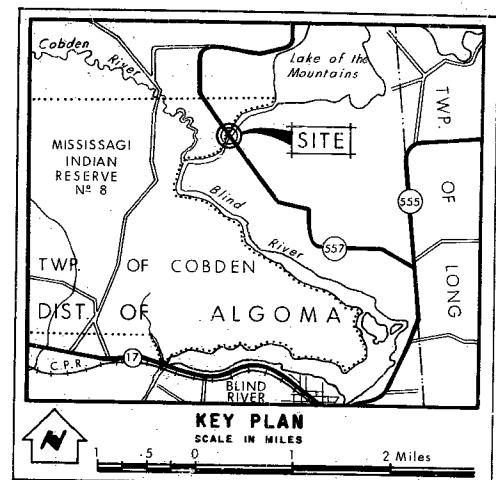 Cobden
River
Lake of the
Mountains
SITE
MISSISSAGI
INDIAN
RESERVE
Nº 8
TWP.
OF
LONG
555
Blind
River
557
TWP. OF COBDEN
DIST. OF ALGOMA
C.P.R.
17
BLIND
RIVER
KEY PLAN
SCALE IN MILES
N
1 .5 0 1 2 Miles